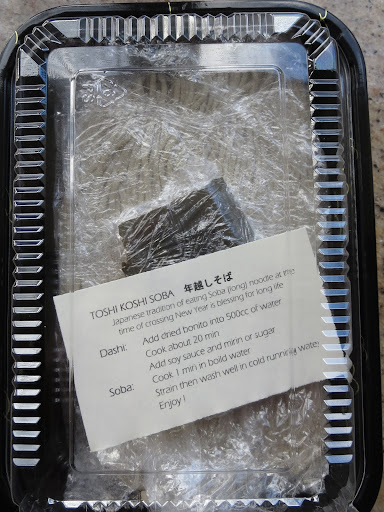 TOSHI KOSHI SOBA 年越しそば
Japanese tradition of eating Soba (long) noodle at the
time of crossing New Year is blessing for long life
Dashi: Add dried bonito into 500cc of water
Cook about 20 min
Add soy sauce and mirin or sugar
Soba: Cook 1 min in boild water
Strain then wash well in cold running water
Enjoy !